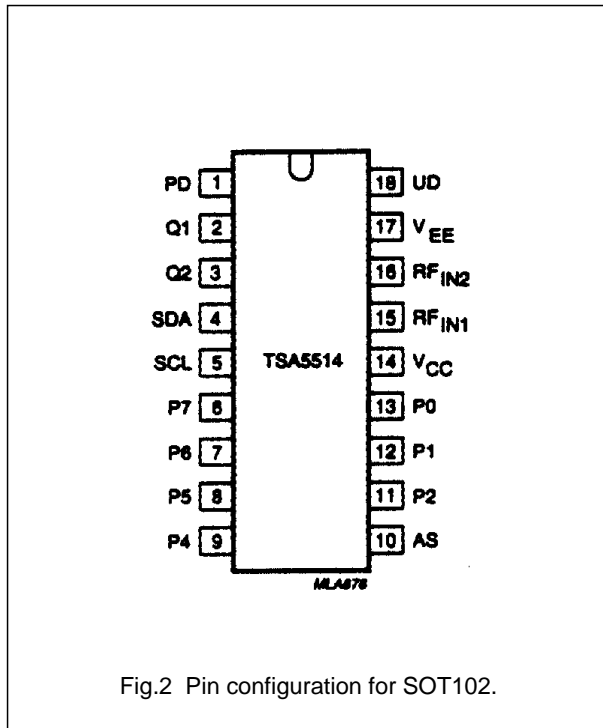 PD 1 18 UD
Q1 2 17 VEE
Q2 3 16 RFIN2
SDA 4 15 RFIN1
SCL 5 TSA5514 14 VCC
P7 6 13 P0
P6 7 12 P1
P5 8 11 P2
P4 9 10 AS
MLA676
Fig.2 Pin configuration for SOT102.